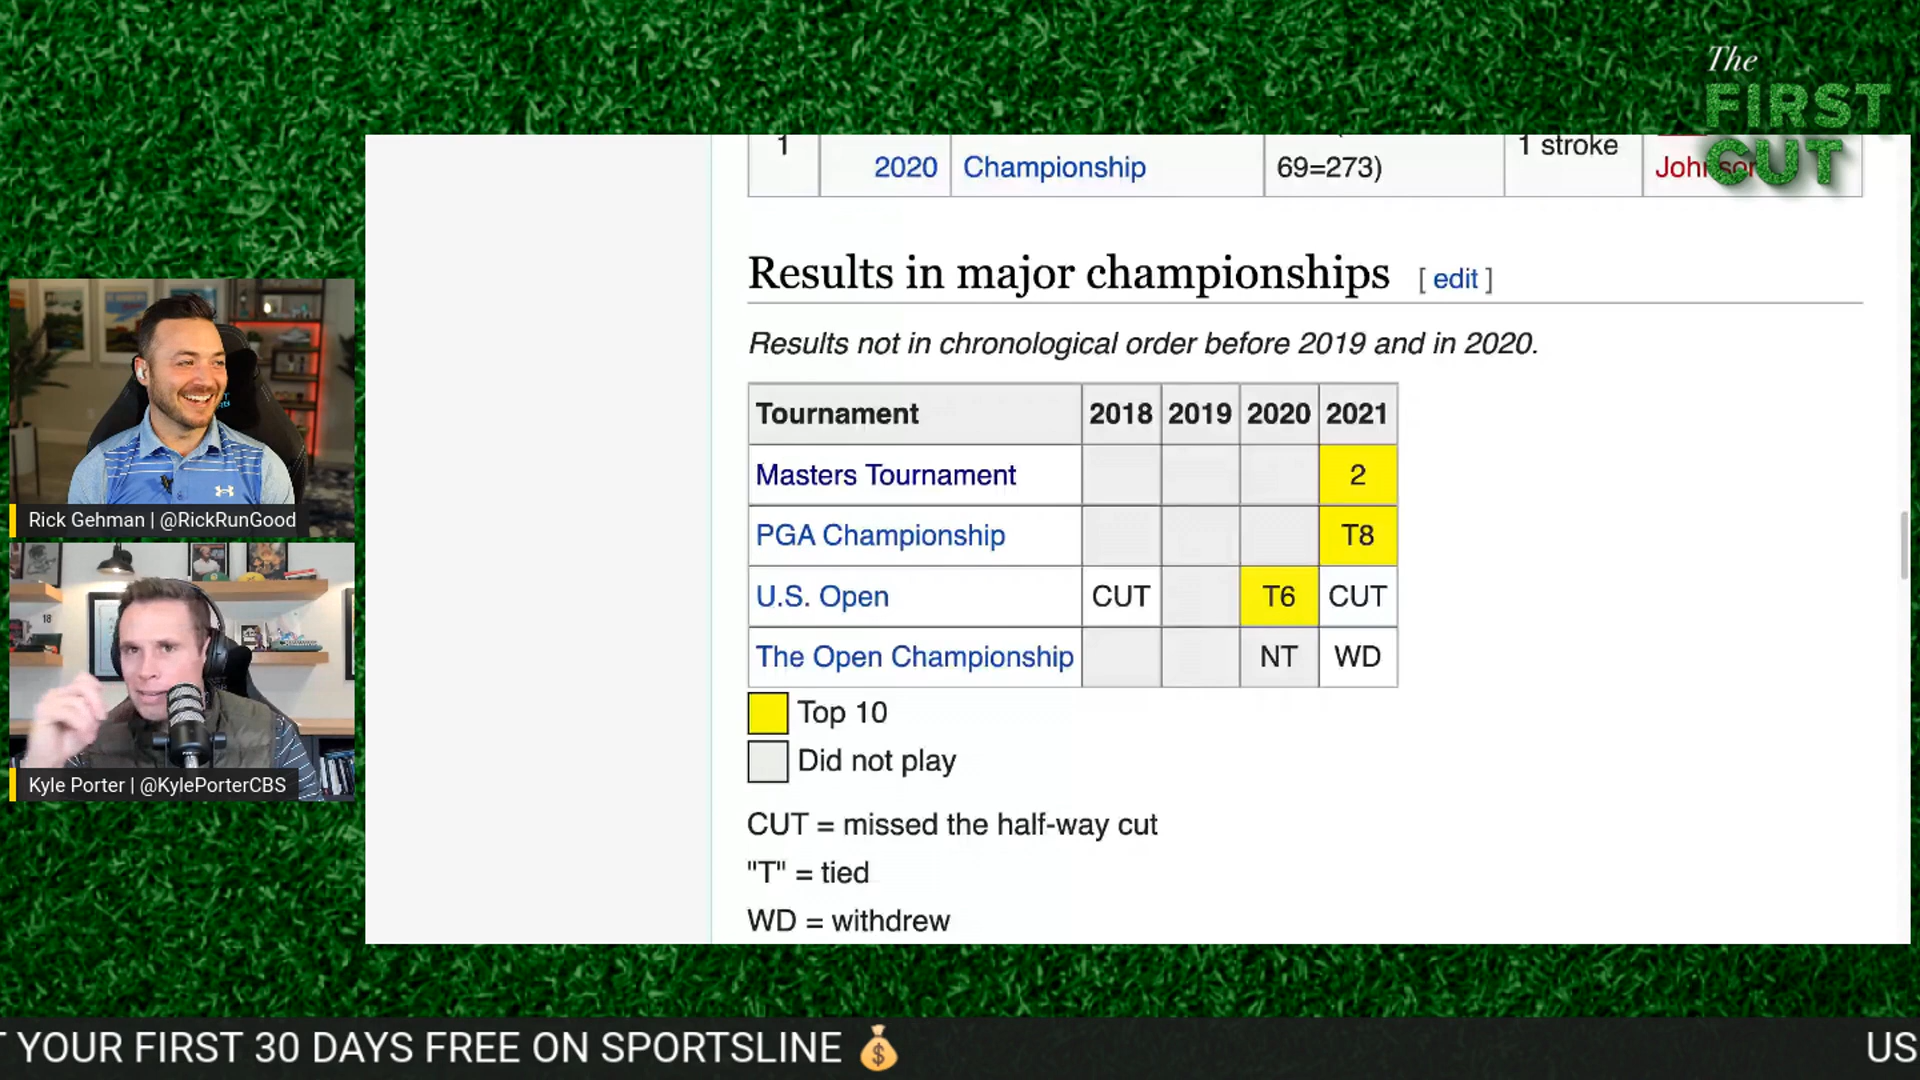 The
FIRST
CUT
1
2020
Championship
69=273)
1 stroke
Johnson
Results in major championships [ edit ]
Results not in chronological order before 2019 and in 2020.
Tournament 2018 2019 2020 2021
Masters Tournament 2
PGA Championship T8
U.S. Open CUT T6 CUT
The Open Championship NT WD
Top 10
Did not play
CUT = missed the half-way cut
"T" = tied
WD = withdrew
Rick Gehman | @RickRunGood
18
Kyle Porter | @KylePorterCBS
YOUR FIRST 30 DAYS FREE ON SPORTSLINE 💰
US